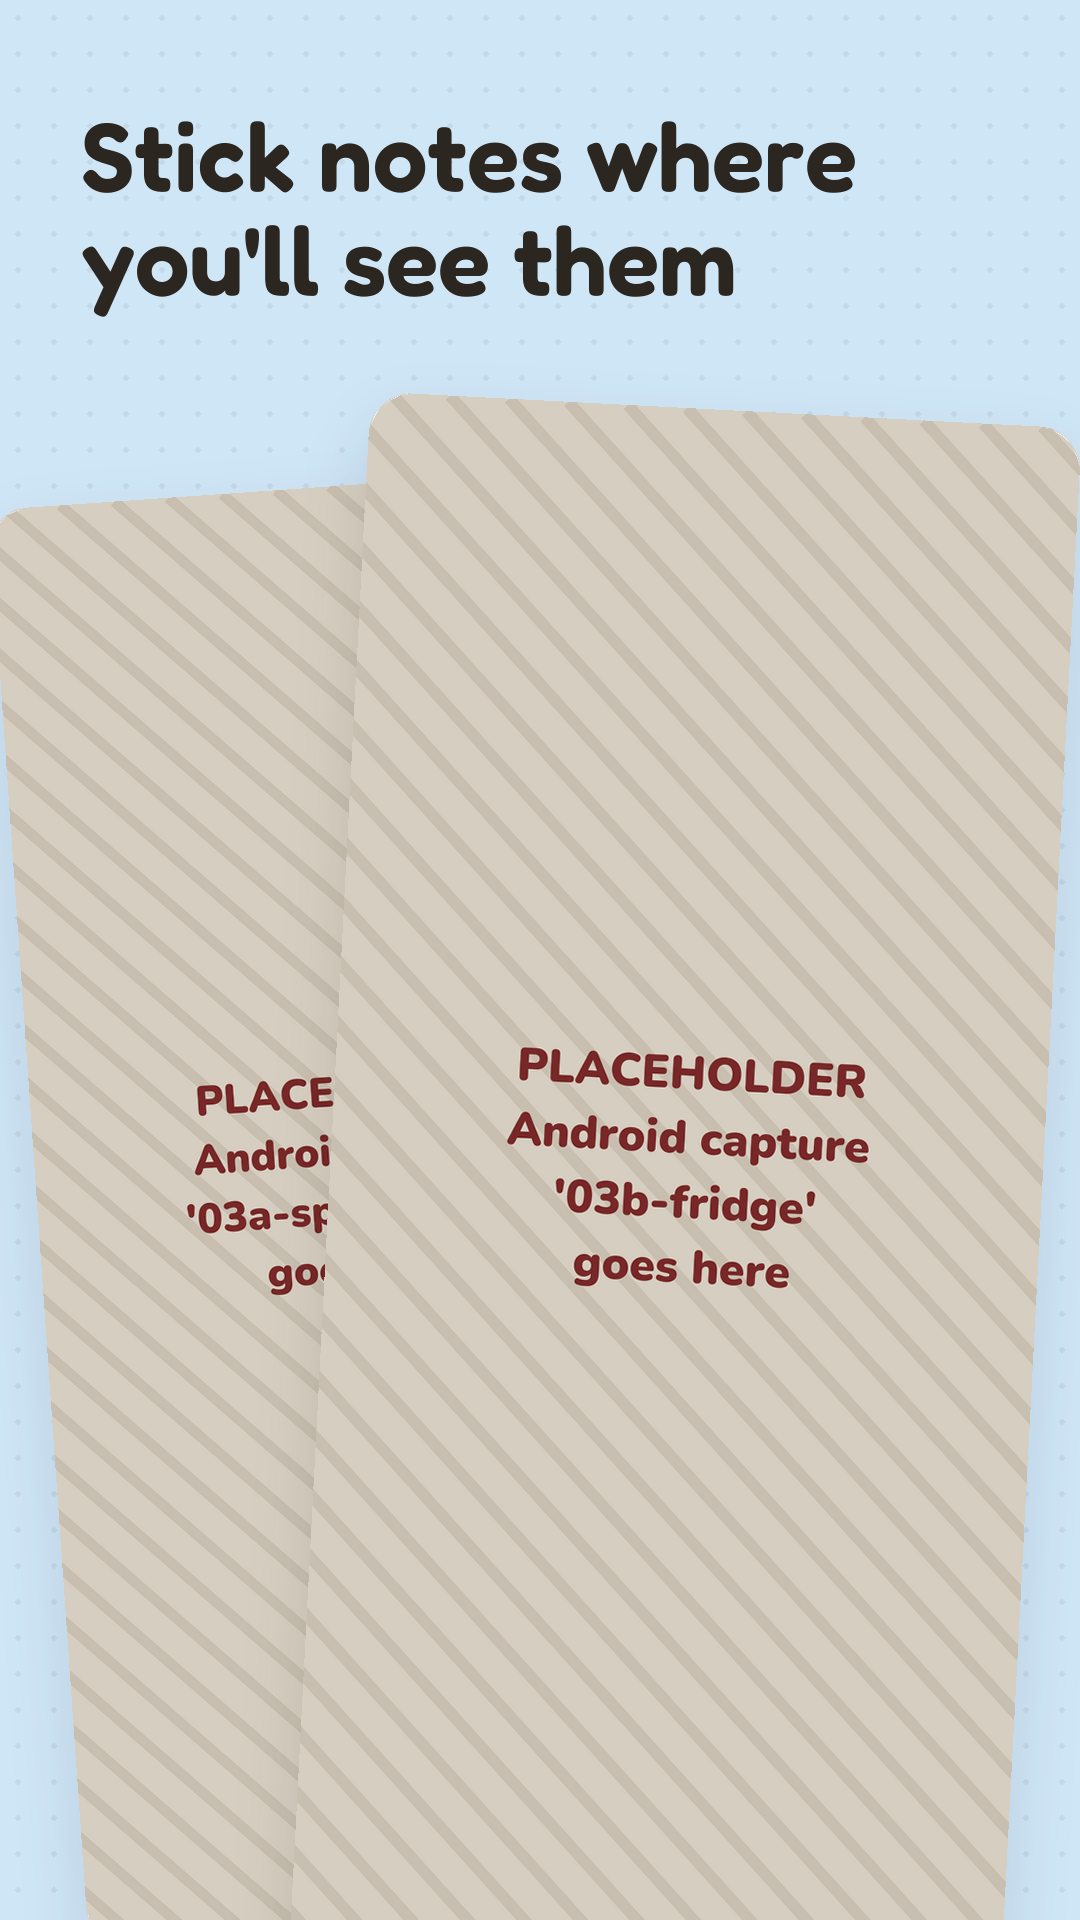 Stick notes where
you'll see them
PLACE
Androi
'03a-sp
go
PLACEHOLDER
Android capture
'03b-fridge'
goes here